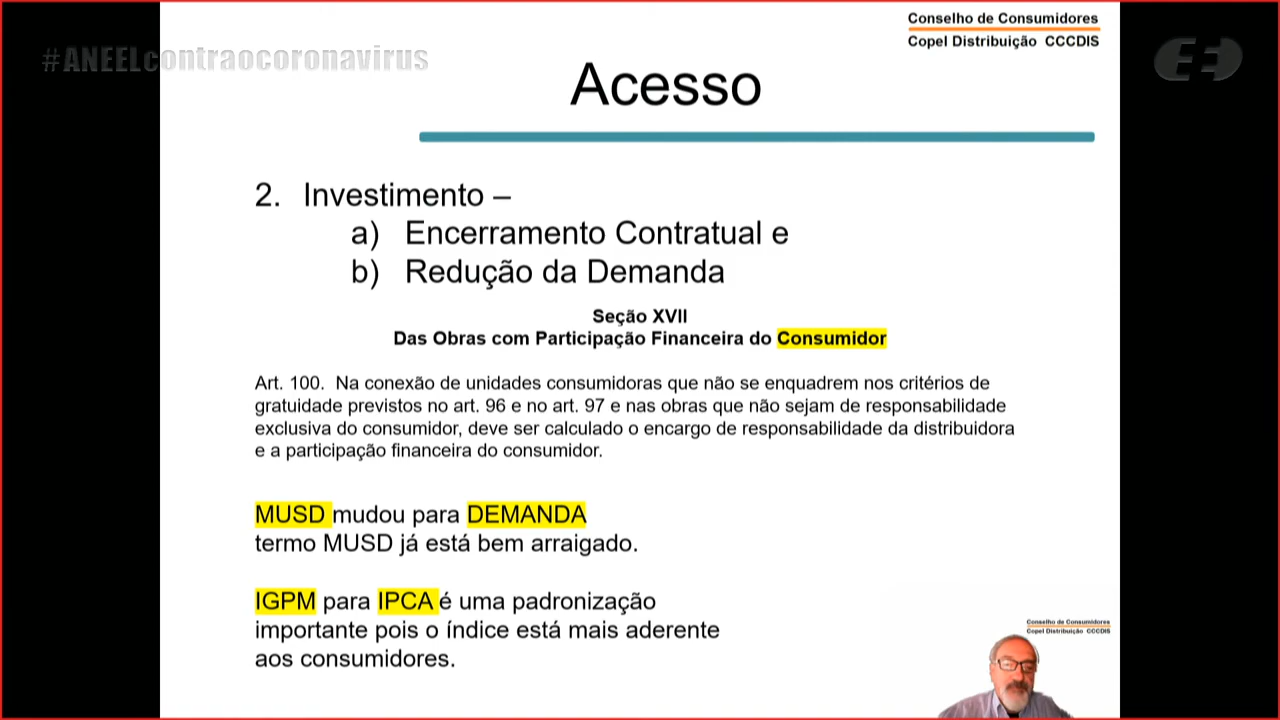 Conselho de Consumidores
Copel Distribuição CCCDIS
#ANEELcontraocoronavirus
Acesso
2. Investimento –
a) Encerramento Contratual e
b) Redução da Demanda
Seção XVII
Das Obras com Participação Financeira do Consumidor
Art. 100. Na conexão de unidades consumidoras que não se enquadrem nos critérios de
gratuidade previstos no art. 96 e no art. 97 e nas obras que não sejam de responsabilidade
exclusiva do consumidor, deve ser calculado o encargo de responsabilidade da distribuidora
e a participação financeira do consumidor.
MUSD mudou para DEMANDA
termo MUSD já está bem arraigado.
IGPM para IPCA é uma padronização
importante pois o índice está mais aderente
aos consumidores.
Conselho de Consumidores
Copel Distribuição CCCDIS